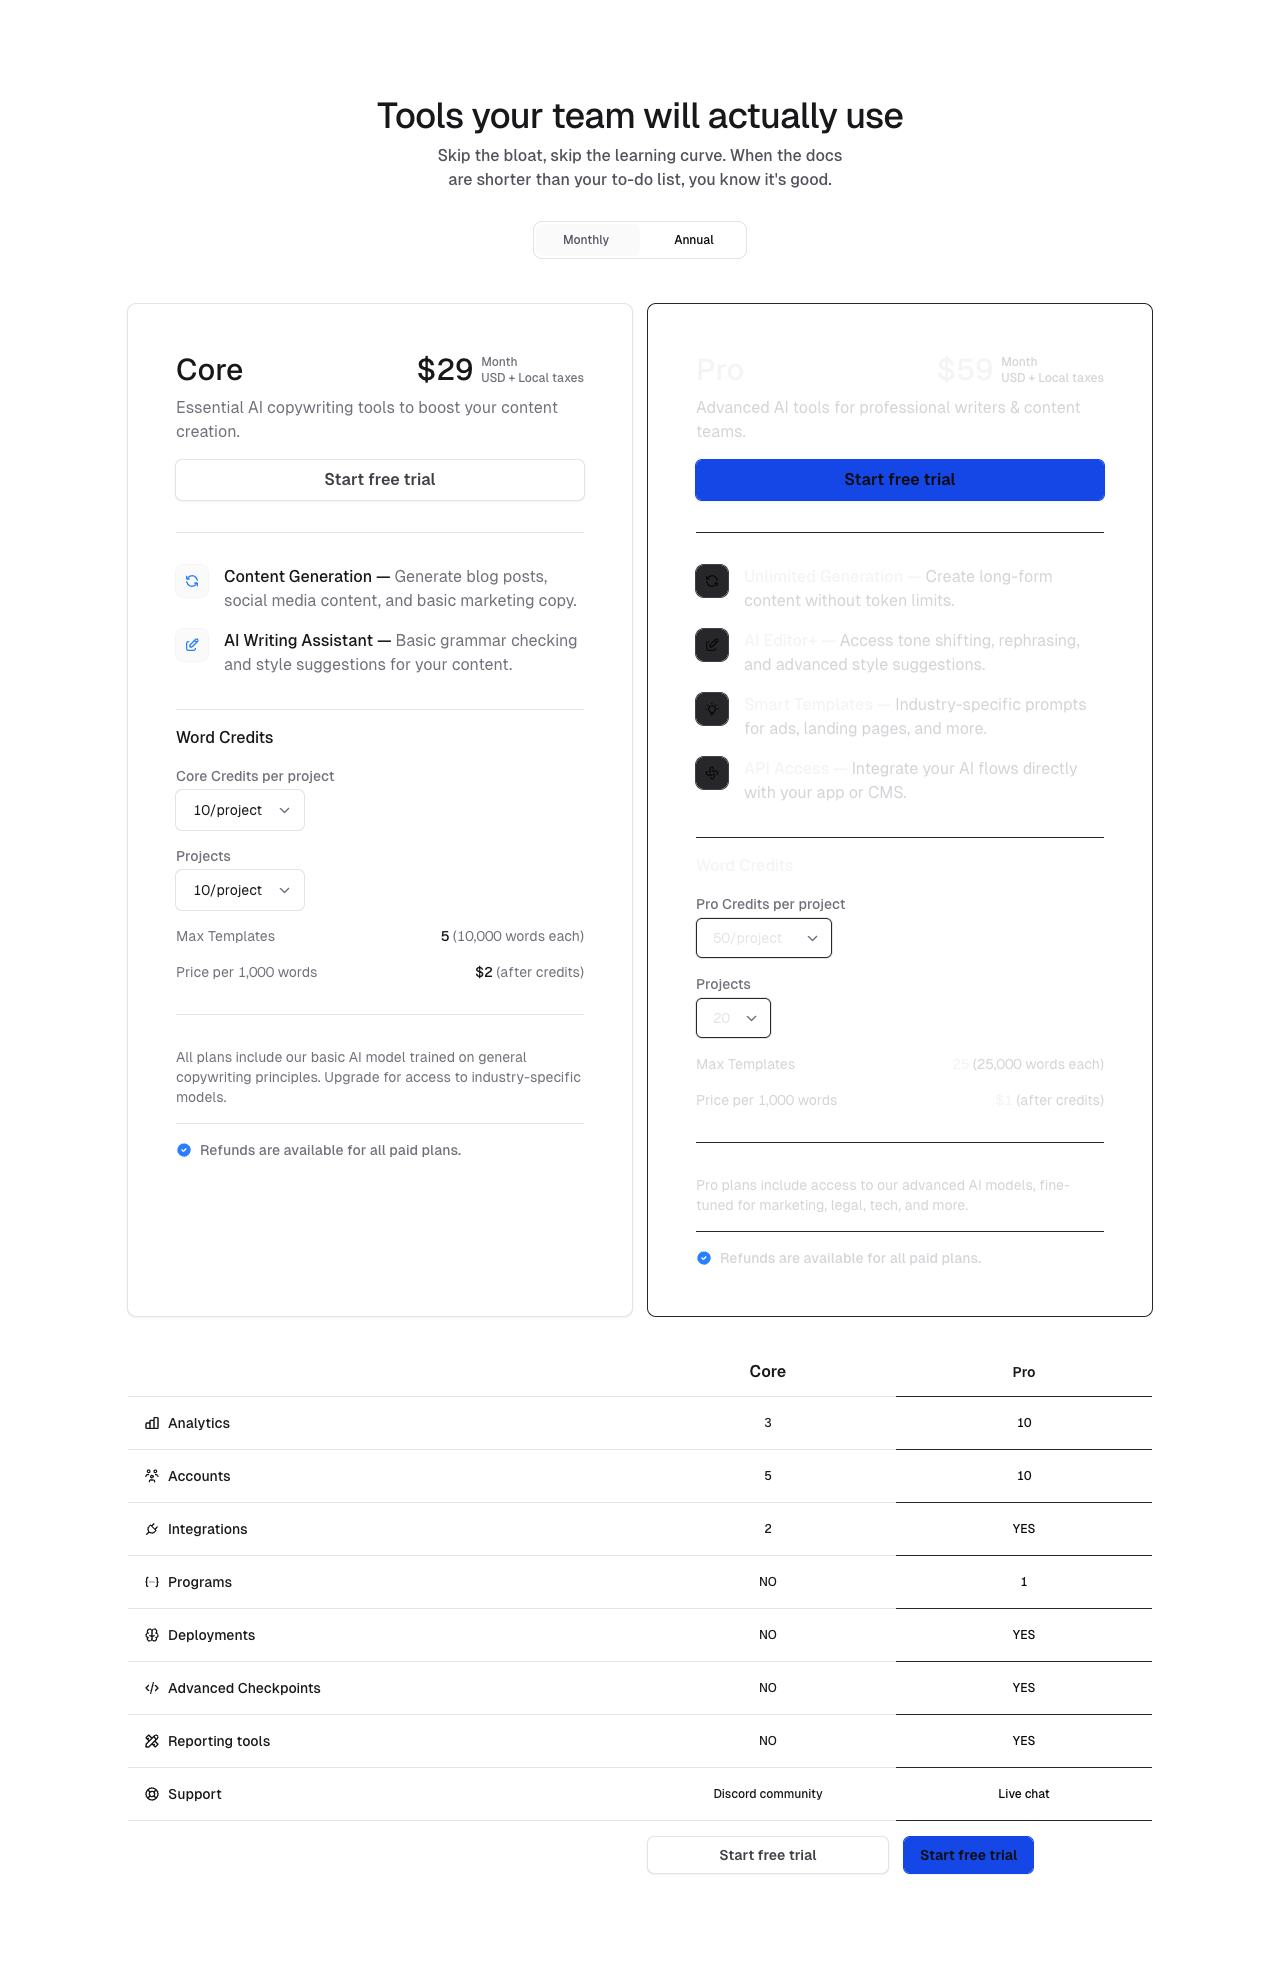 Tools your team will actually use
Skip the bloat, skip the learning curve. When the docs
are shorter than your to-do list, you know it's good.
Monthly
Annual
Core
$29
Month
USD + Local taxes
Essential AI copywriting tools to boost your content
creation.
Start free trial
Content Generation — Generate blog posts,
social media content, and basic marketing copy.
AI Writing Assistant — Basic grammar checking
and style suggestions for your content.
Word Credits
Core Credits per project
10/project
Projects
10/project
Max Templates
5 (10,000 words each)
Price per 1,000 words
$2 (after credits)
All plans include our basic AI model trained on general
copywriting principles. Upgrade for access to industry-specific
models.
Refunds are available for all paid plans.
Pro
$59
Month
USD + Local taxes
Advanced AI tools for professional writers & content
teams.
Start free trial
Unlimited Generation — Create long-form
content without token limits.
AI Editor+ — Access tone shifting, rephrasing,
and advanced style suggestions.
Smart Templates — Industry-specific prompts
for ads, landing pages, and more.
API Access — Integrate your AI flows directly
with your app or CMS.
Word Credits
Pro Credits per project
50/project
Projects
20
Max Templates
25 (25,000 words each)
Price per 1,000 words
$1 (after credits)
Pro plans include access to our advanced AI models, fine-
tuned for marketing, legal, tech, and more.
Refunds are available for all paid plans.
Core Pro
Analytics 3 10
Accounts 5 10
Integrations 2 YES
Programs NO 1
Deployments NO YES
Advanced Checkpoints NO YES
Reporting tools NO YES
Support Discord community Live chat
Start free trial Start free trial